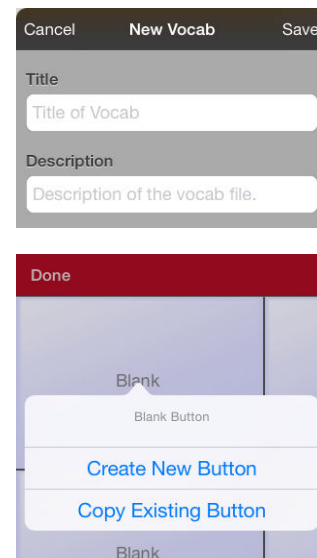 Cancel New Vocab Save
Title
Title of Vocab
Description
Description of the vocab file.
Done
Blank
Blank Button
Create New Button
Copy Existing Button
Blank